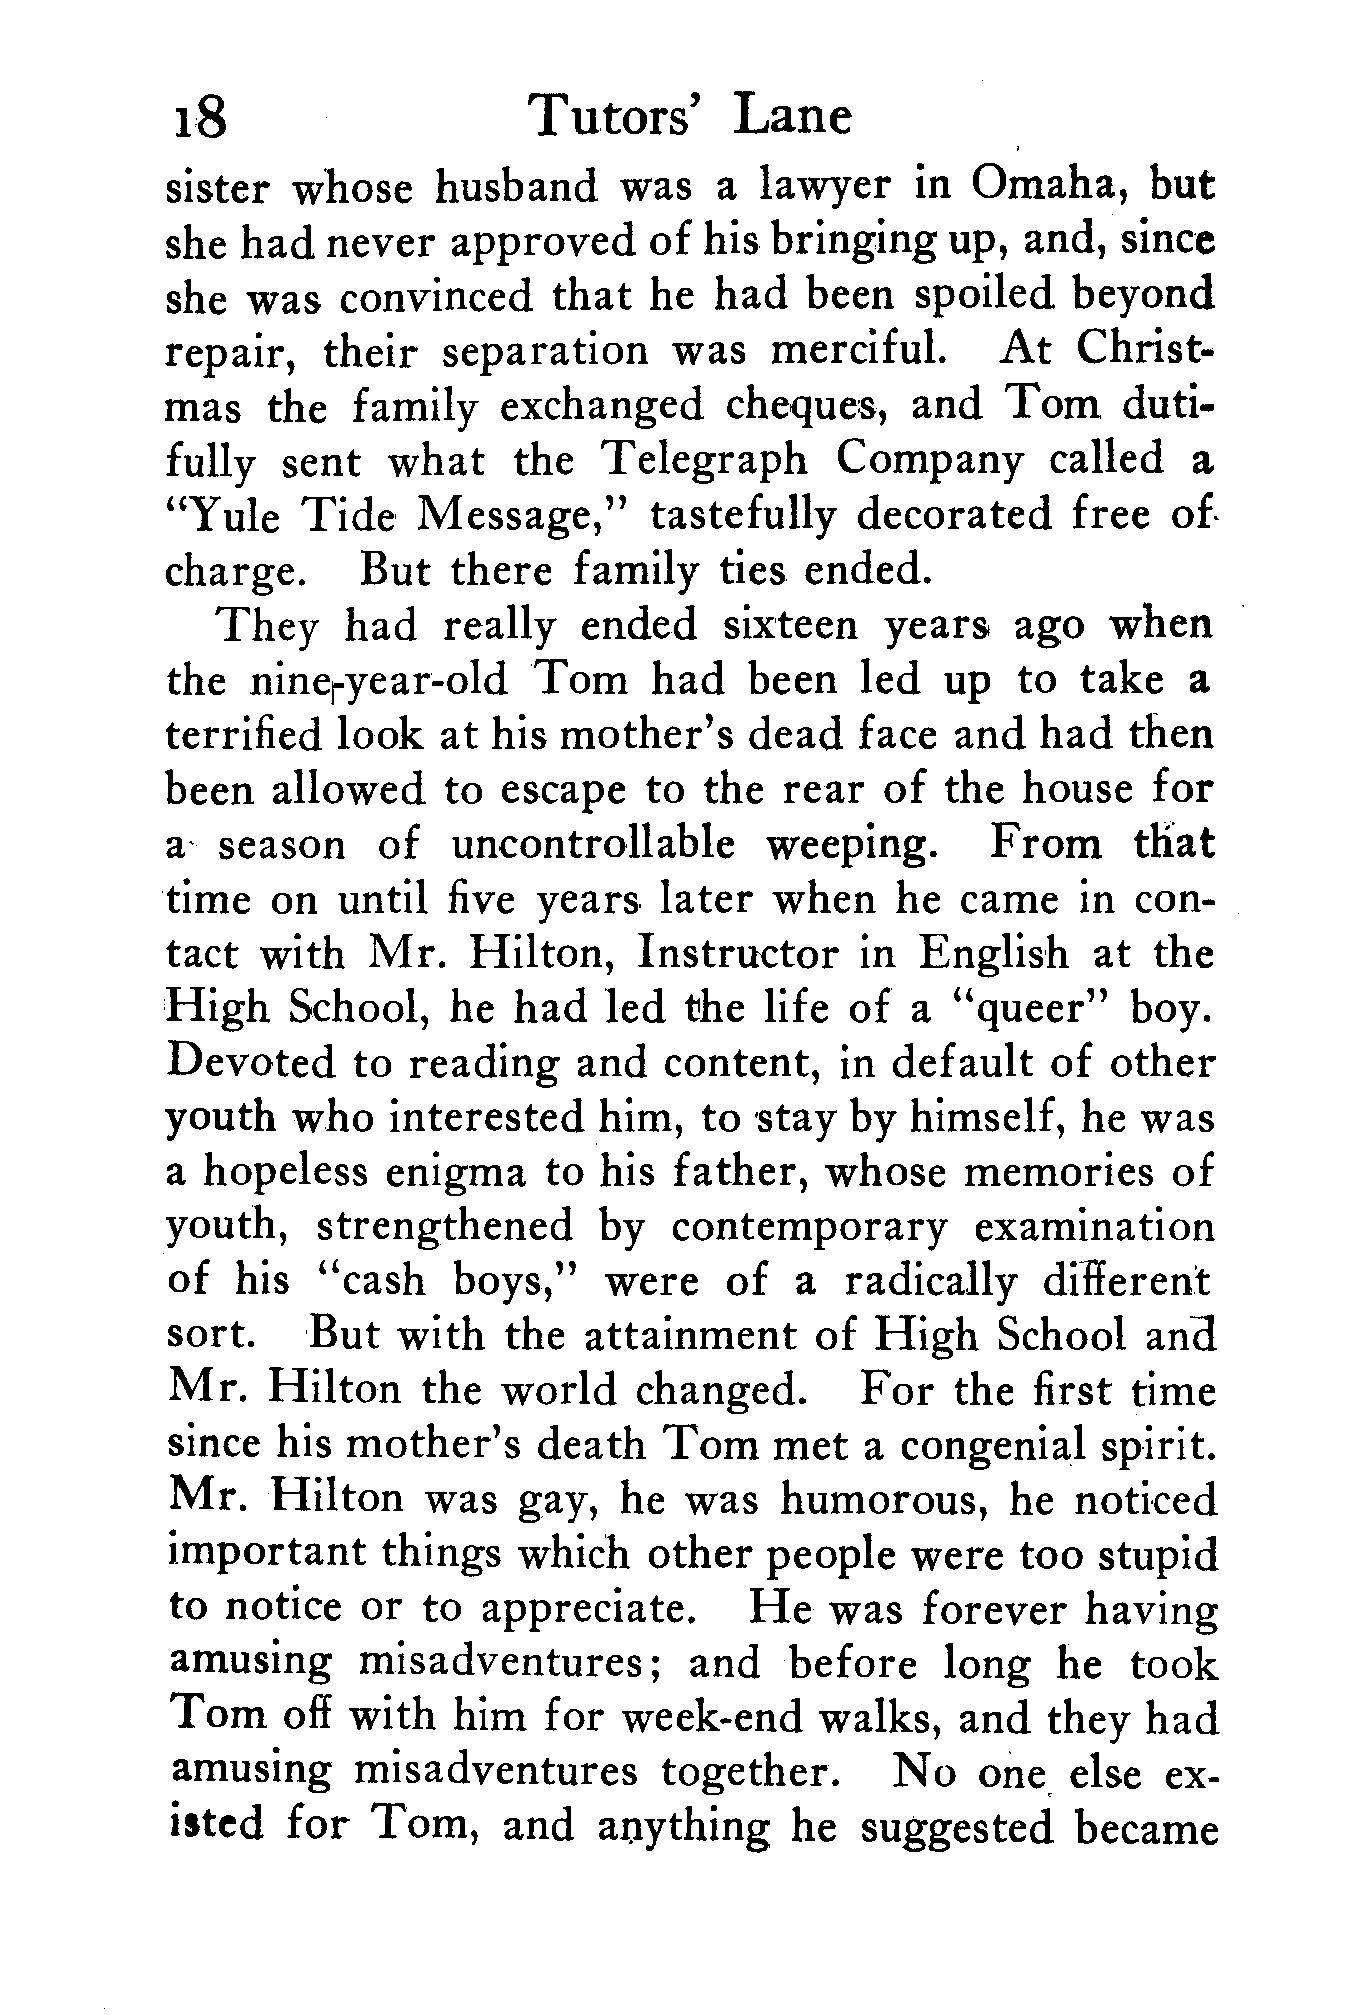 18 Tutors' Lane
sister whose husband was a lawyer in Omaha, but
she had never approved of his bringing up, and, since
she was convinced that he had been spoiled beyond
repair, their separation was merciful. At Christ-
mas the family exchanged cheques, and Tom duti-
fully sent what the Telegraph Company called a
"Yule Tide Message," tastefully decorated free of
charge. But there family ties ended.
They had really ended sixteen years ago when
the nine-year-old Tom had been led up to take a
terrified look at his mother's dead face and had then
been allowed to escape to the rear of the house for
a season of uncontrollable weeping. From that
time on until five years later when he came in con-
tact with Mr. Hilton, Instructor in English at the
High School, he had led the life of a "queer" boy.
Devoted to reading and content, in default of other
youth who interested him, to stay by himself, he was
a hopeless enigma to his father, whose memories of
youth, strengthened by contemporary examination
of his "cash boys," were of a radically different
sort. But with the attainment of High School and
Mr. Hilton the world changed. For the first time
since his mother's death Tom met a congenial spirit.
Mr. Hilton was gay, he was humorous, he noticed
important things which other people were too stupid
to notice or to appreciate. He was forever having
amusing misadventures; and before long he took
Tom off with him for week-end walks, and they had
amusing misadventures together. No one else ex-
isted for Tom, and anything he suggested became